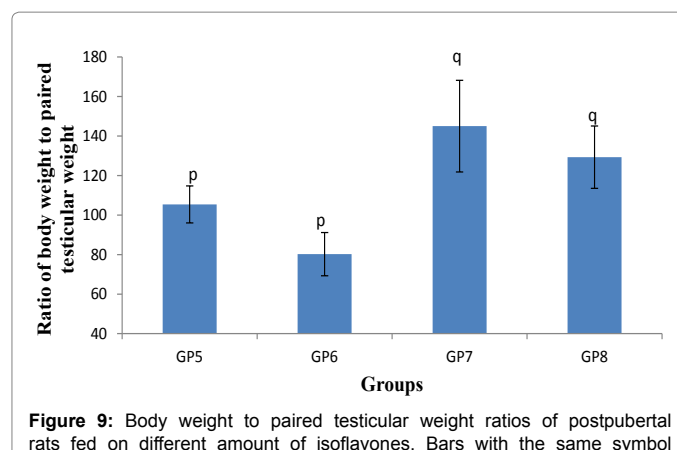 Ratio of body weight to paired
testicular weight
180
160
140
120
100
80
60
40
p
p
q
q
GP5 GP6 GP7 GP8
Groups
Figure 9: Body weight to paired testicular weight ratios of postpubertal
rats fed on different amount of isoflavones. Bars with the same symbol